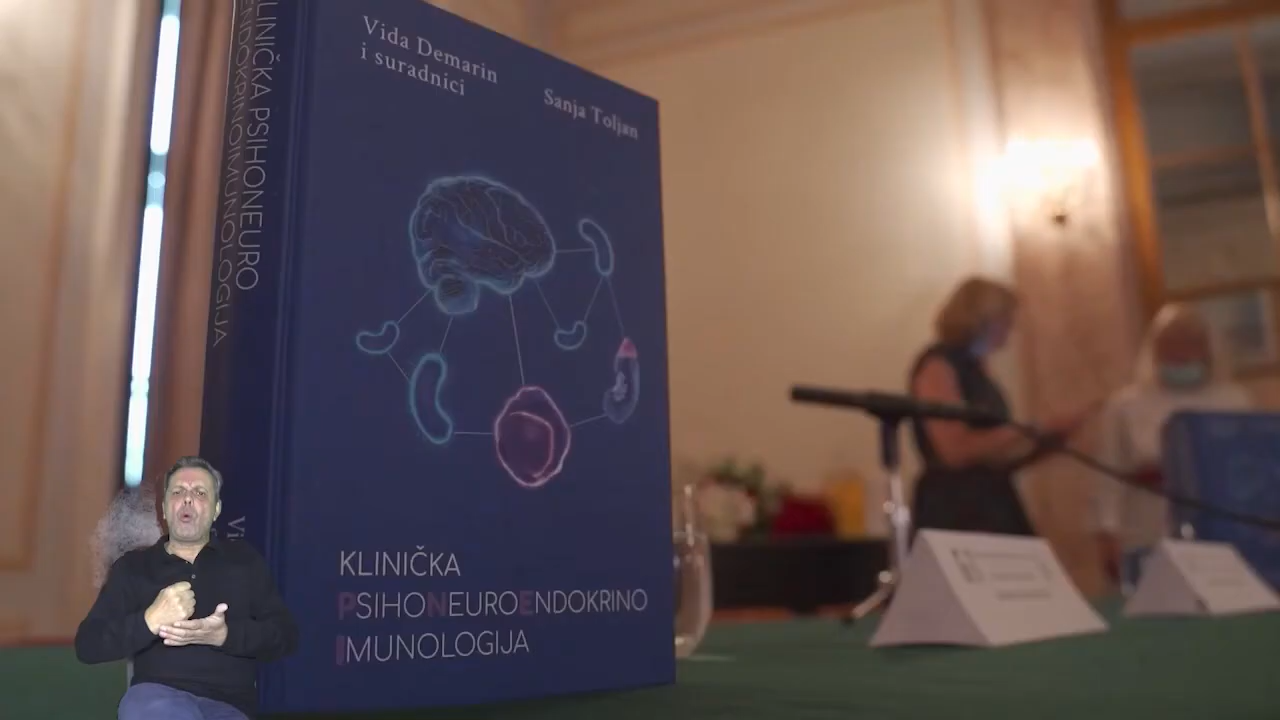 KLINIČKA PSIHONEURO
ENDOKRINOIMUNOLOGIJA
Vida Demarin
i suradnici
Sanja Toljan
KLINIČKA
PSIHONEUROENDOKRINO
IMUNOLOGIJA